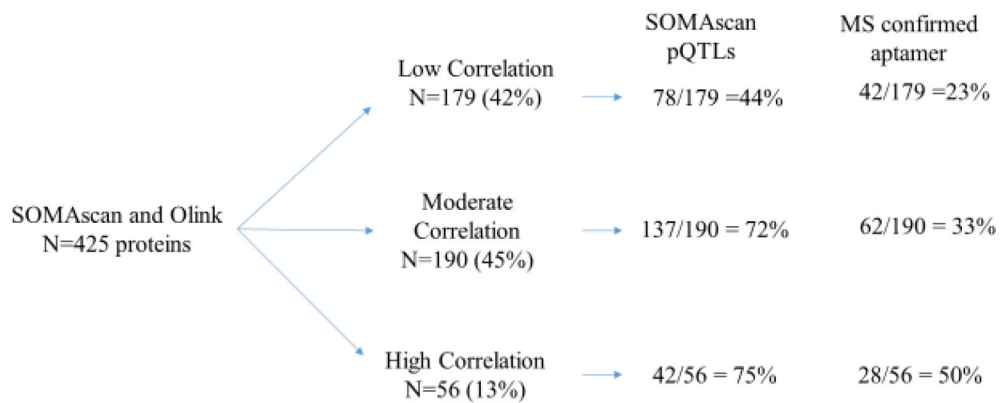 SOMAscan
pQTLs
MS confirmed
aptamer
Low Correlation
N=179 (42%)
78/179 =44%
42/179 =23%
SOMAscan and Olink
N=425 proteins
Moderate
Correlation
N=190 (45%)
137/190 = 72%
62/190 = 33%
High Correlation
N=56 (13%)
42/56 = 75%
28/56 = 50%